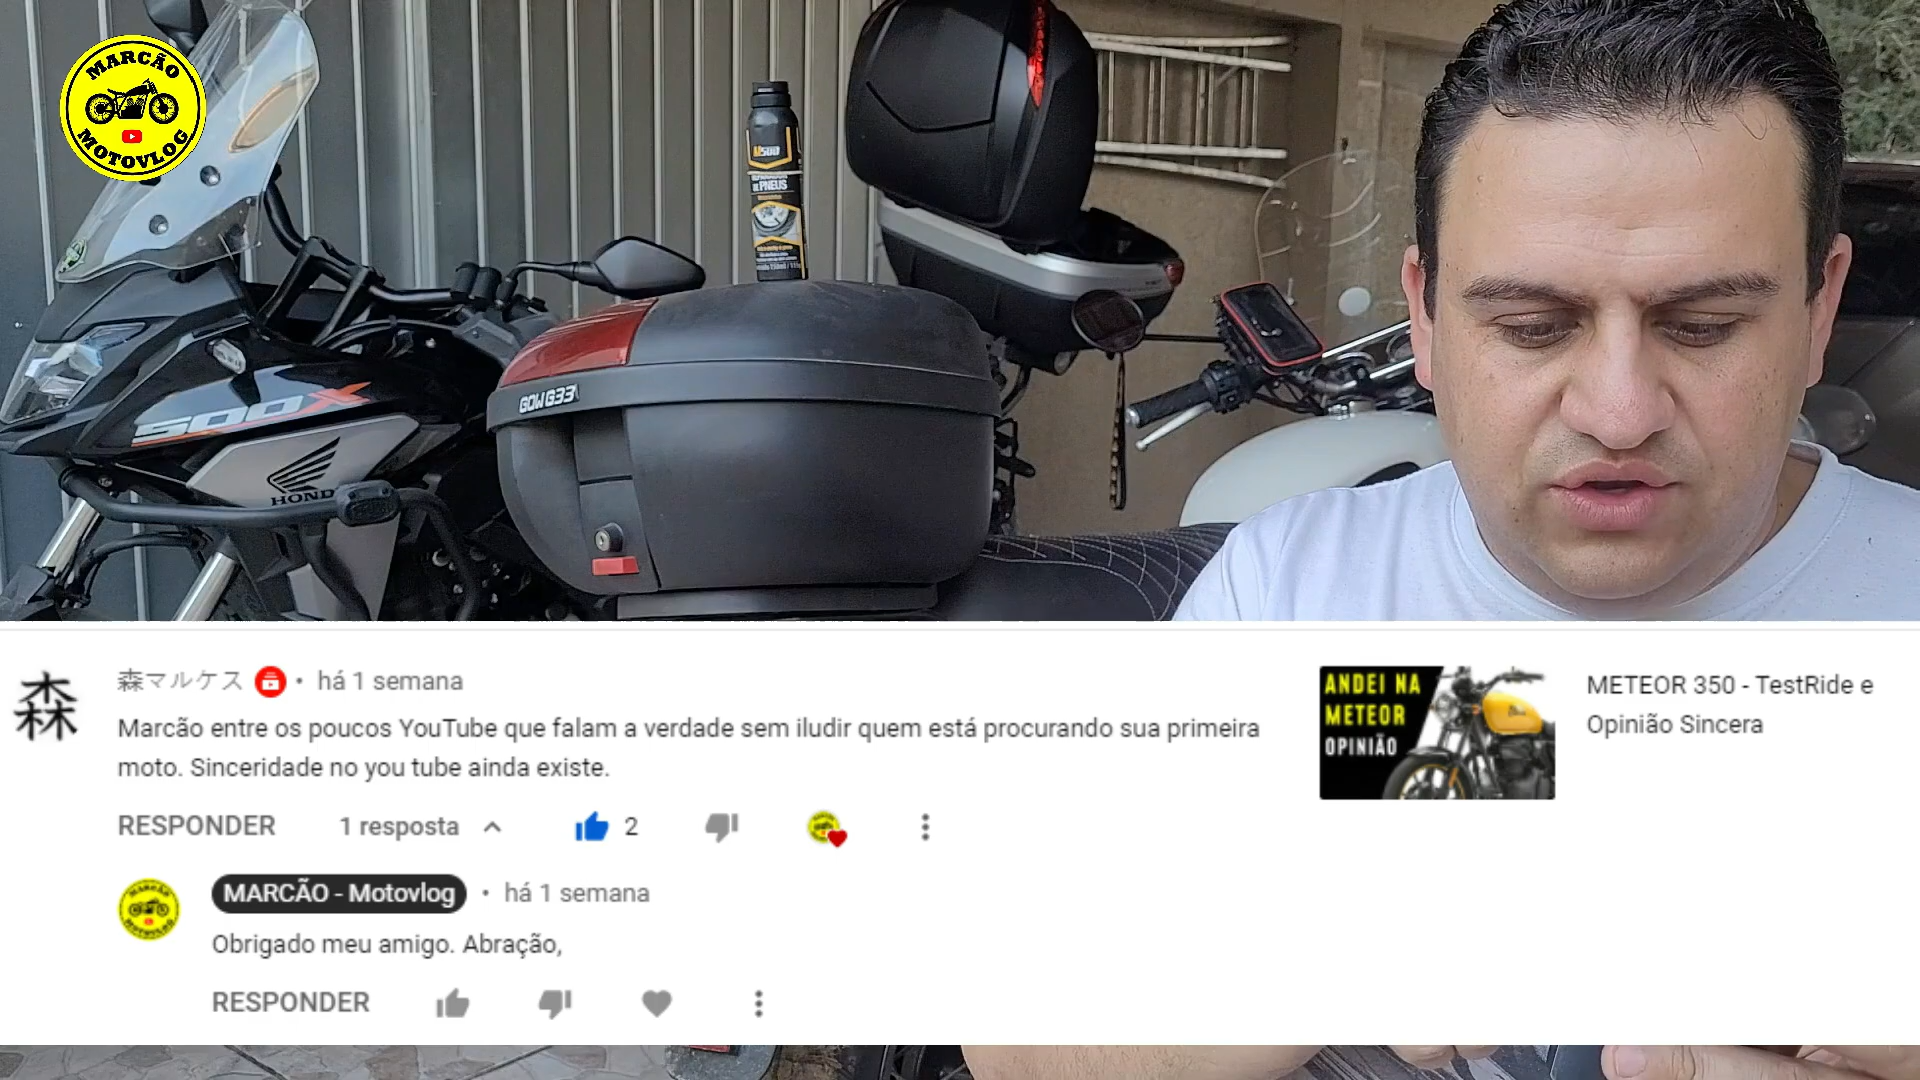 MARCÃO
MOTOVLOG
M500
PNEUS
500X
HONDA
GOW G33
森
森マルケス • há 1 semana
Marcão entre os poucos YouTube que falam a verdade sem iludir quem está procurando sua primeira
moto. Sinceridade no you tube ainda existe.
RESPONDER 1 resposta 2
MARCÃO - Motovlog • há 1 semana
Obrigado meu amigo. Abração,
RESPONDER
ANDEI NA
METEOR
OPINIÃO
METEOR 350 - TestRide e
Opinião Sincera